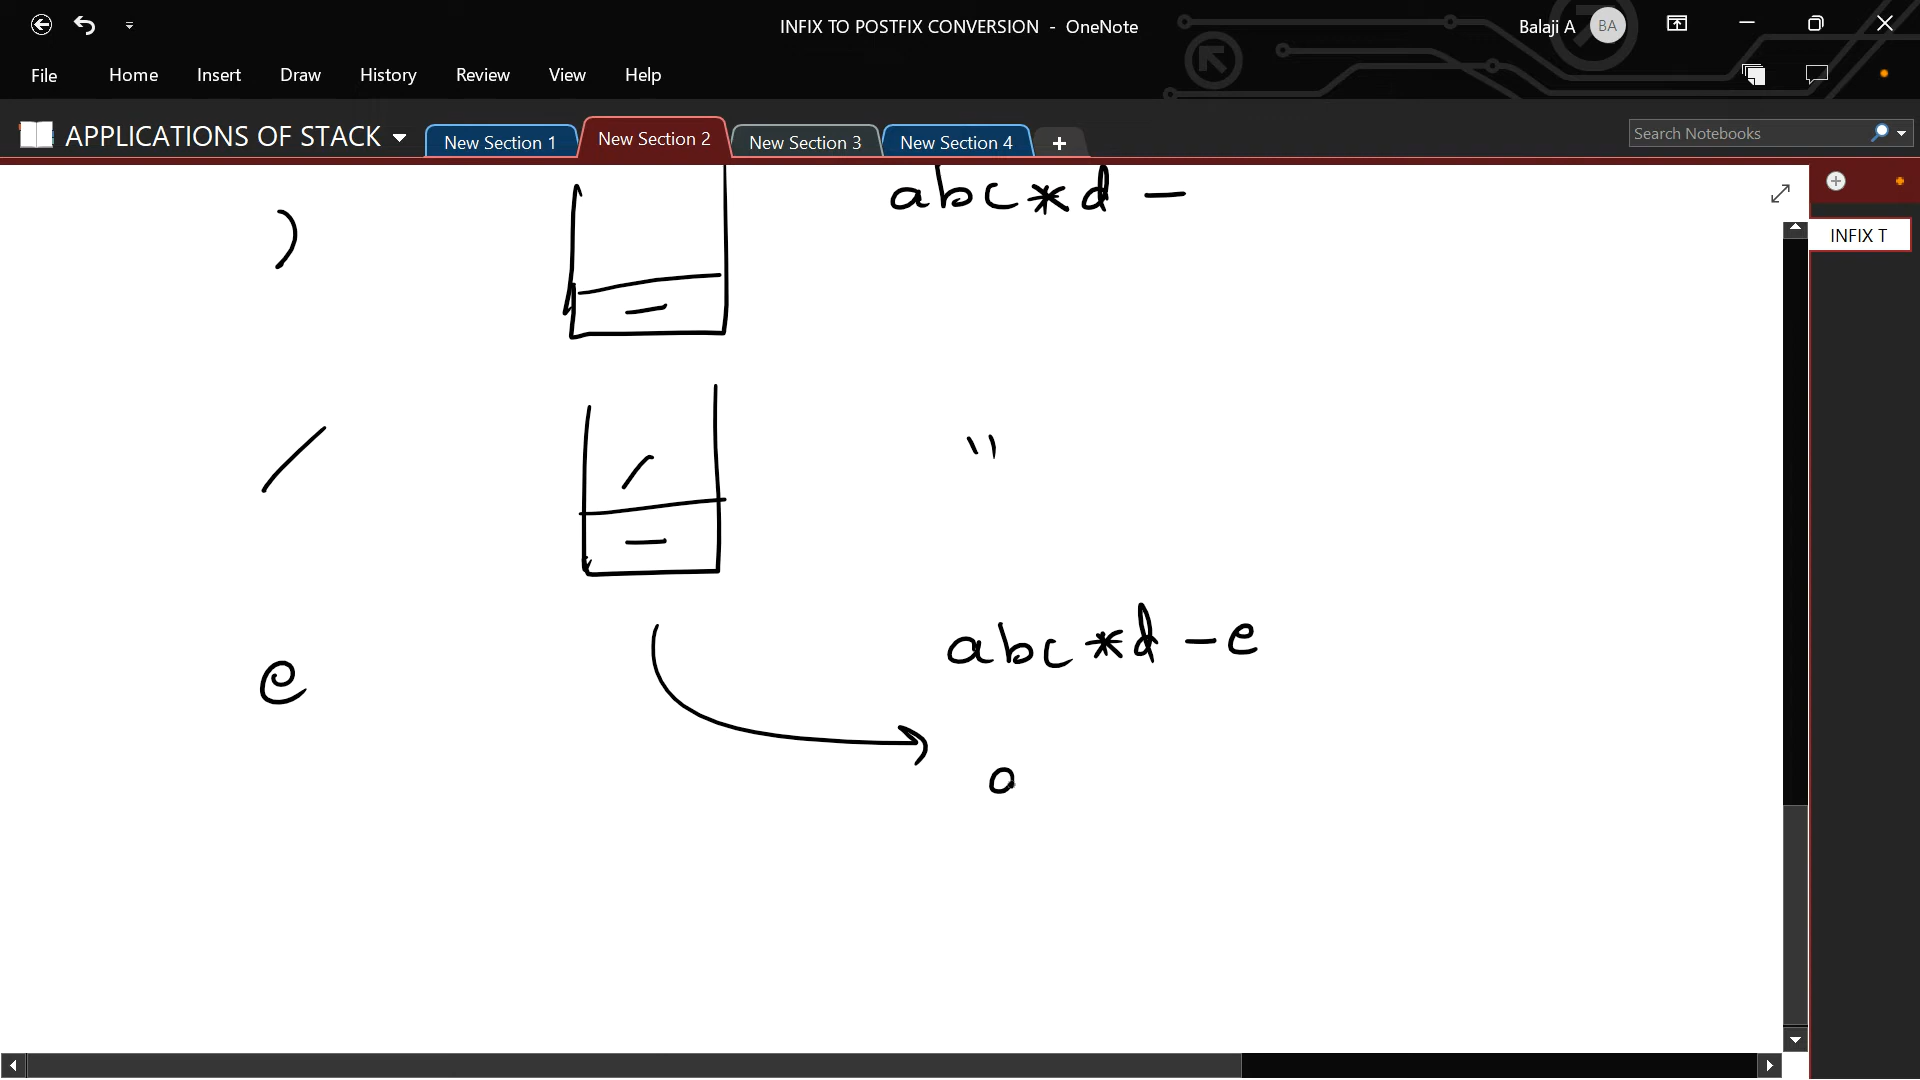 INFIX TO POSTFIX CONVERSION - OneNote
Balaji A BA
File Home Insert Draw History Review View Help
APPLICATIONS OF STACK New Section 1 New Section 2 New Section 3 New Section 4 +
Search Notebooks
INFIX T
) - abc*d -
/ / - "
e abc*d -e
a